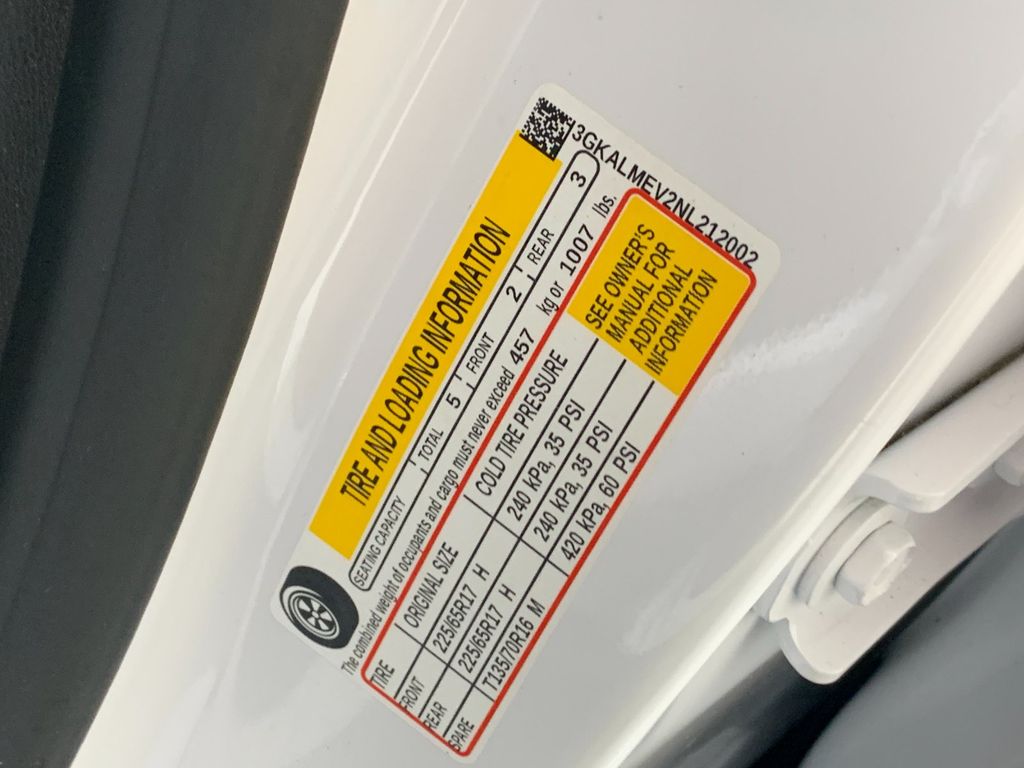 3GKALMEV2NL212002
TIRE AND LOADING INFORMATION
SEATING CAPACITY TOTAL 5 FRONT 2 REAR 3
The combined weight of occupants and cargo must never exceed 457 kg or 1007 lbs.
TIRE ORIGINAL SIZE COLD TIRE PRESSURE
FRONT 225/65R17 H 240 kPa, 35 PSI
REAR 225/65R17 H 240 kPa, 35 PSI
SPARE T135/70R16 M 420 kPa, 60 PSI
SEE OWNER'S
MANUAL FOR
ADDITIONAL
INFORMATION